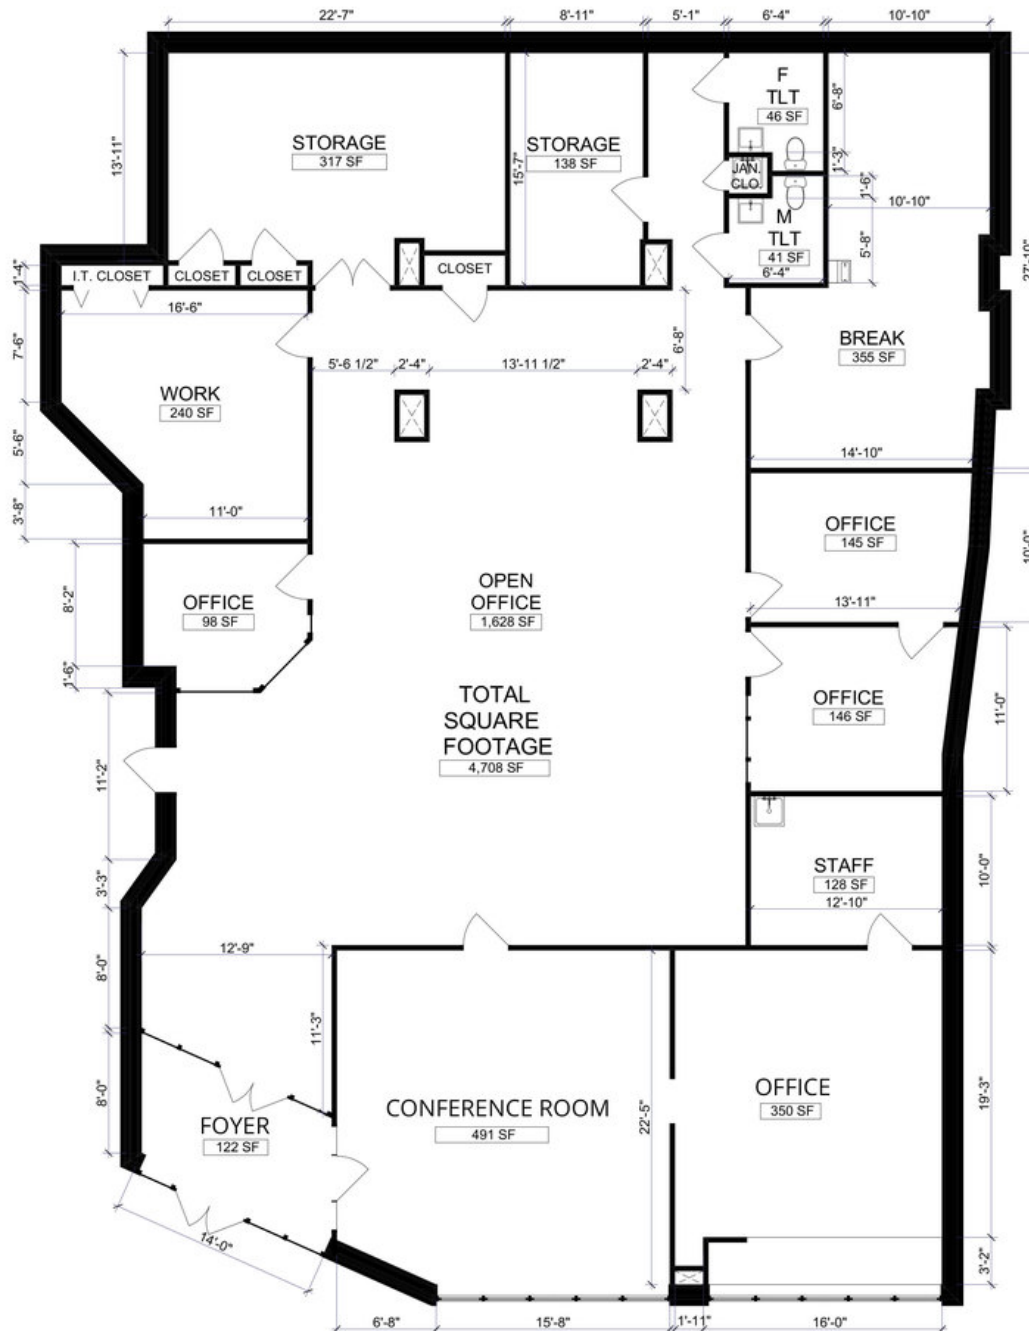 22'-7"
8'-11"
5'-1"
6'-4"
10'-10"
13'-11"
STORAGE
317 SF
15'-7"
STORAGE
138 SF
F
TLT
46 SF
6'-8"
1'-3"
JAN.
CLO.
1'-6"
10'-10"
M
TLT
41 SF
6'-4"
5'-8"
27'-10"
1'-4"
I.T. CLOSET
CLOSET
CLOSET
CLOSET
16'-6"
7'-6"
6'-8"
BREAK
355 SF
5'-6 1/2"
2'-4"
13'-11 1/2"
2'-4"
WORK
240 SF
5'-6"
14'-10"
3'-8"
11'-0"
OFFICE
145 SF
10'-0"
8'-2"
OFFICE
98 SF
OPEN
OFFICE
1,628 SF
13'-11"
1'-6"
TOTAL
SQUARE
FOOTAGE
4,708 SF
OFFICE
146 SF
11'-0"
11'-2"
STAFF
128 SF
12'-10"
10'-0"
3'-3"
12'-9"
8'-0"
11'-3"
8'-0"
FOYER
122 SF
CONFERENCE ROOM
491 SF
22'-5"
OFFICE
350 SF
19'-3"
14'-0"
3'-2"
6'-8"
15'-8"
1'-11"
16'-0"